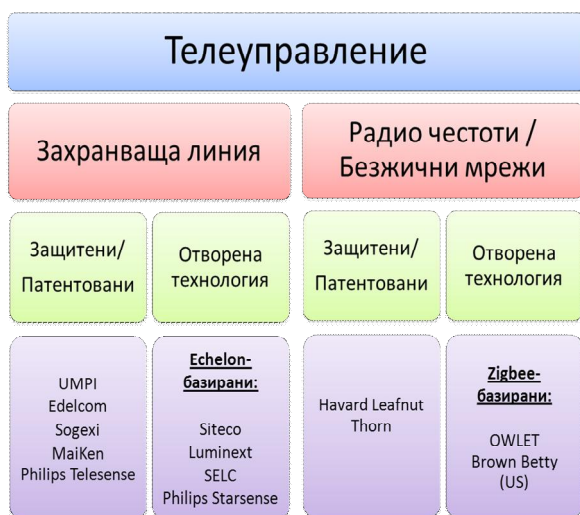 Телеуправление
Захранваща линия
Радио честоти /
Безжични мрежи
Защитени/
Патентовани
Отворена
технология
Защитени/
Патентовани
Отворена
технология
UMPI
Edelcom
Sogexi
MaiKen
Philips Telesense
Echelon-
базирани:
Siteco
Luminext
SELC
Philips Starsense
Havard Leafnut
Thorn
Zigbee-
базирани:
OWLET
Brown Betty
(US)